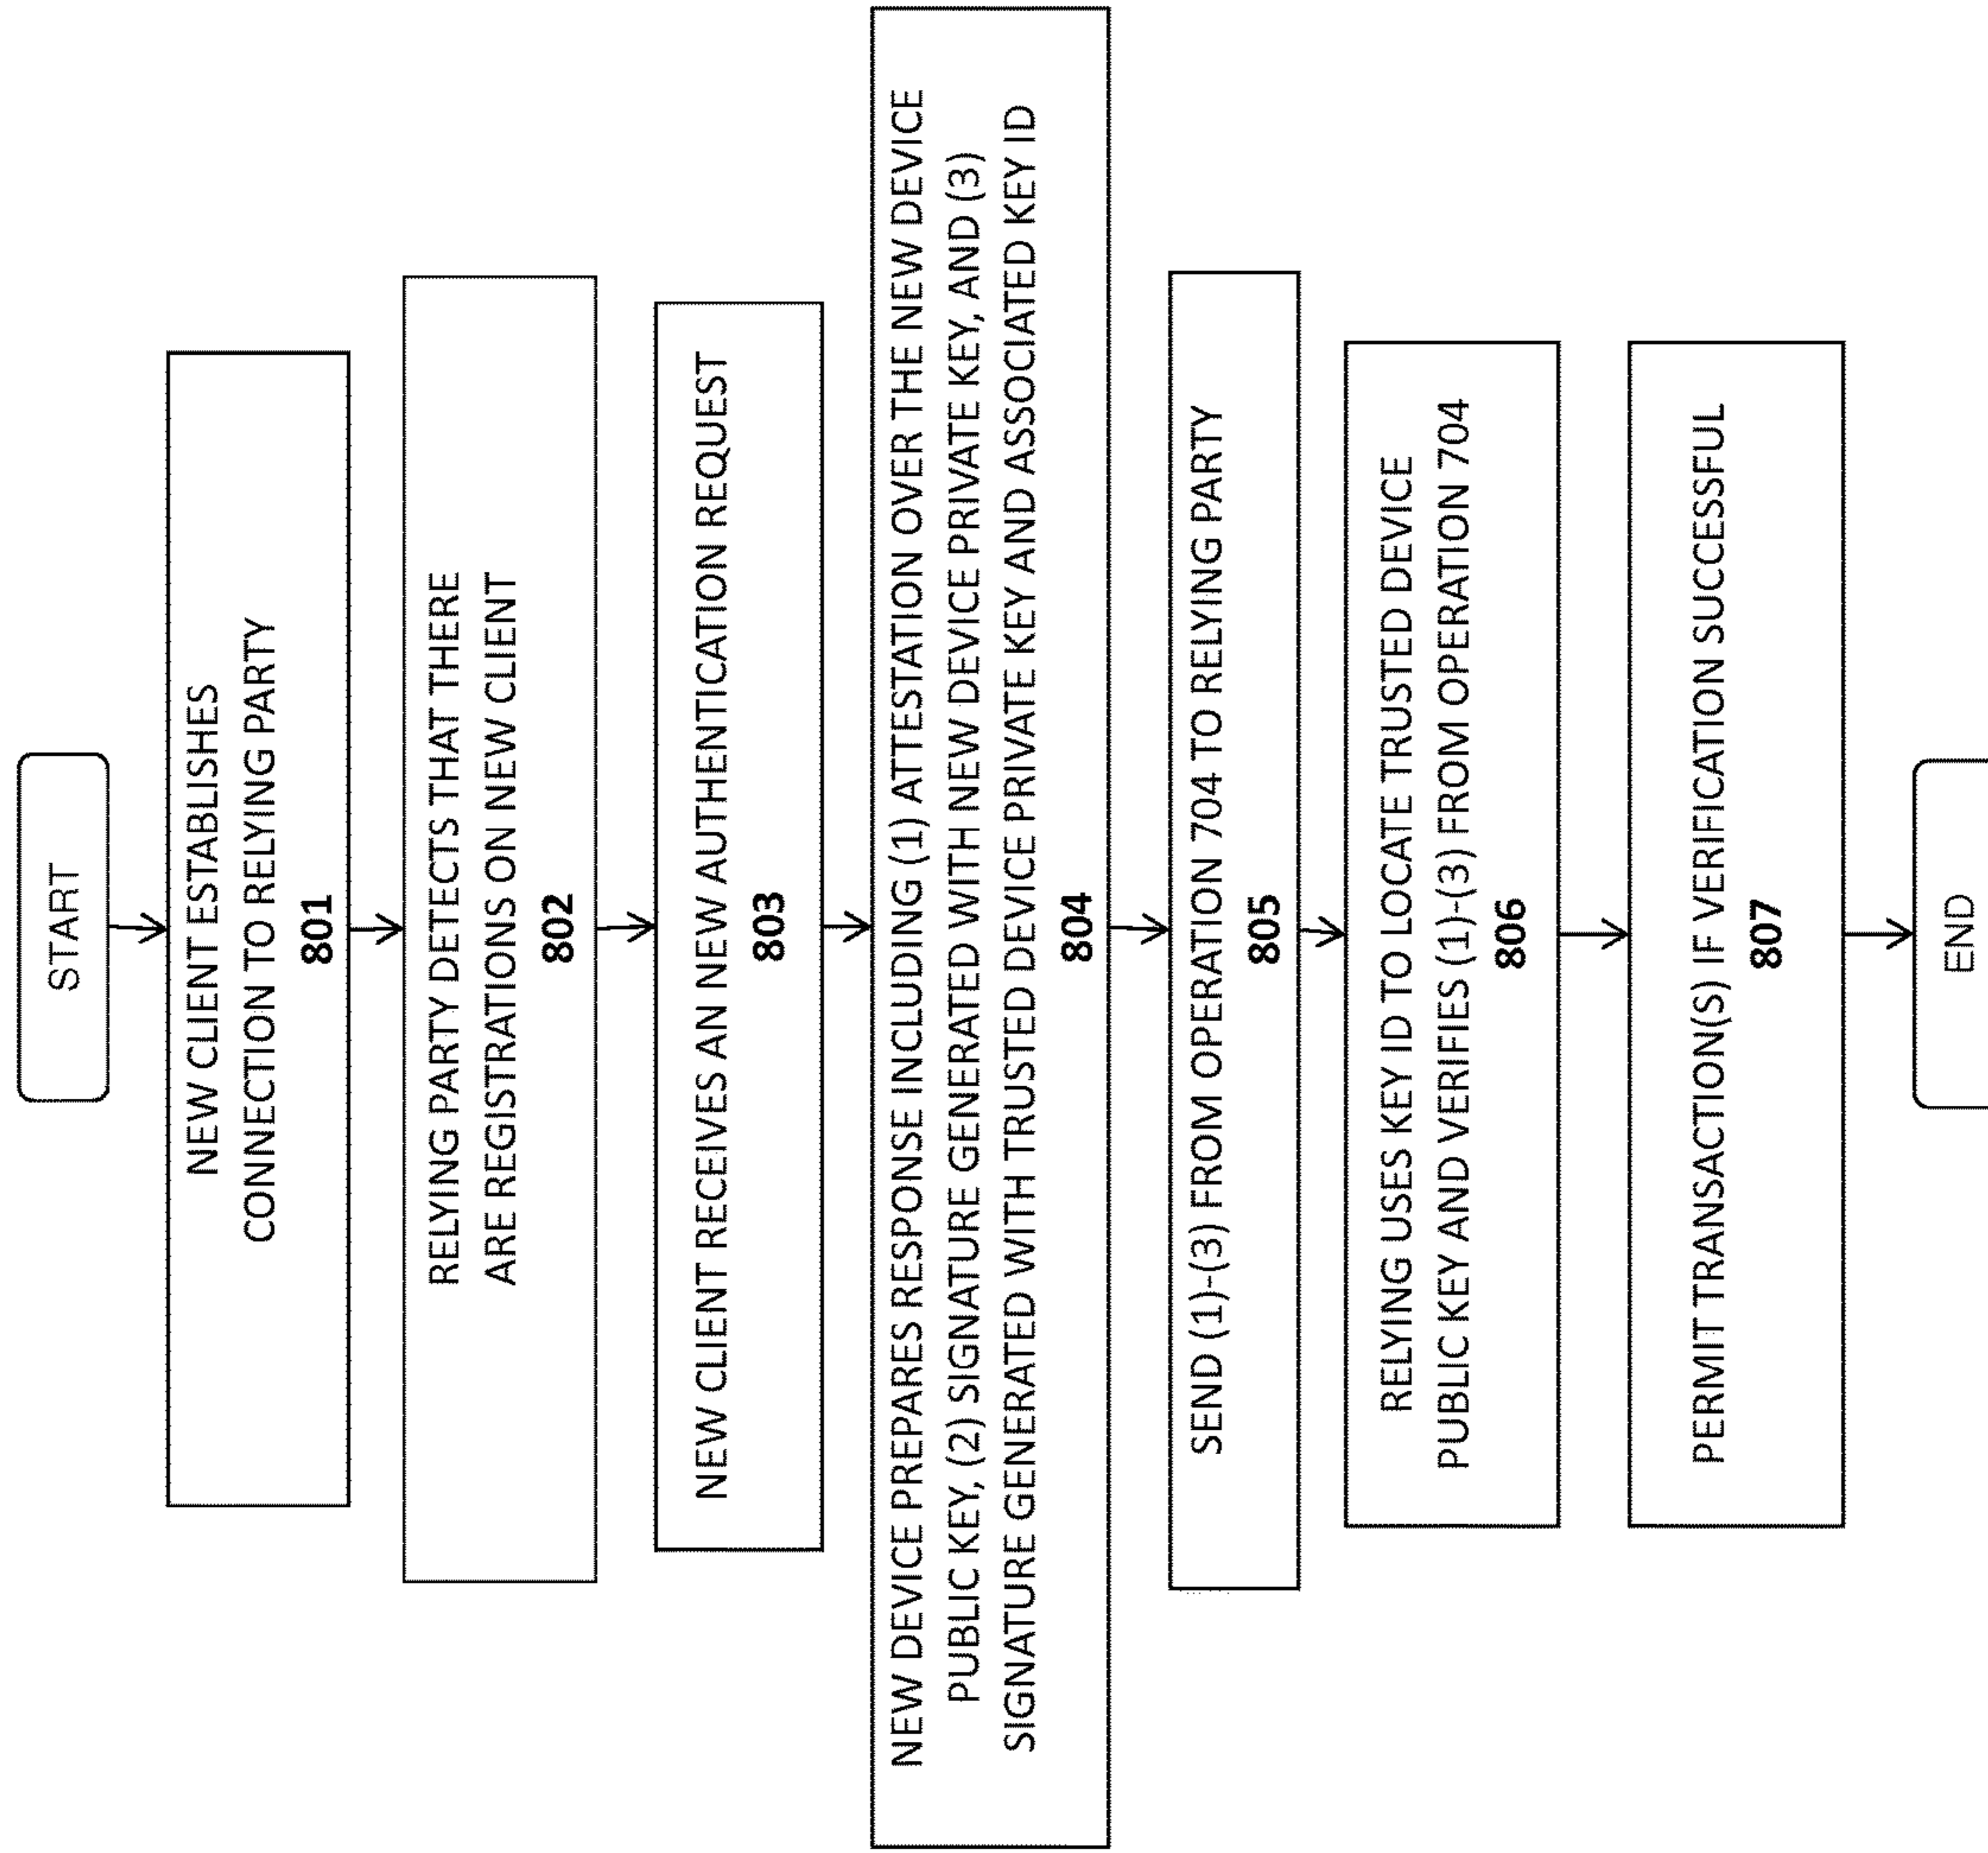 START
NEW CLIENT ESTABLISHES
CONNECTION TO RELYING PARTY
801
RELYING PARTY DETECTS THAT THERE
ARE REGISTRATIONS ON NEW CLIENT
802
NEW CLIENT RECEIVES AN NEW AUTHENTICATION REQUEST
803
NEW DEVICE PREPARES RESPONSE INCLUDING (1) ATTESTATION OVER THE NEW DEVICE
PUBLIC KEY, (2) SIGNATURE GENERATED WITH NEW DEVICE PRIVATE KEY, AND (3)
SIGNATURE GENERATED WITH TRUSTED DEVICE PRIVATE KEY AND ASSOCIATED KEY ID
804
SEND (1)-(3) FROM OPERATION 704 TO RELYING PARTY
805
RELYING USES KEY ID TO LOCATE TRUSTED DEVICE
PUBLIC KEY AND VERIFIES (1)-(3) FROM OPERATION 704
806
PERMIT TRANSACTION(S) IF VERIFICATION SUCCESSFUL
807
END